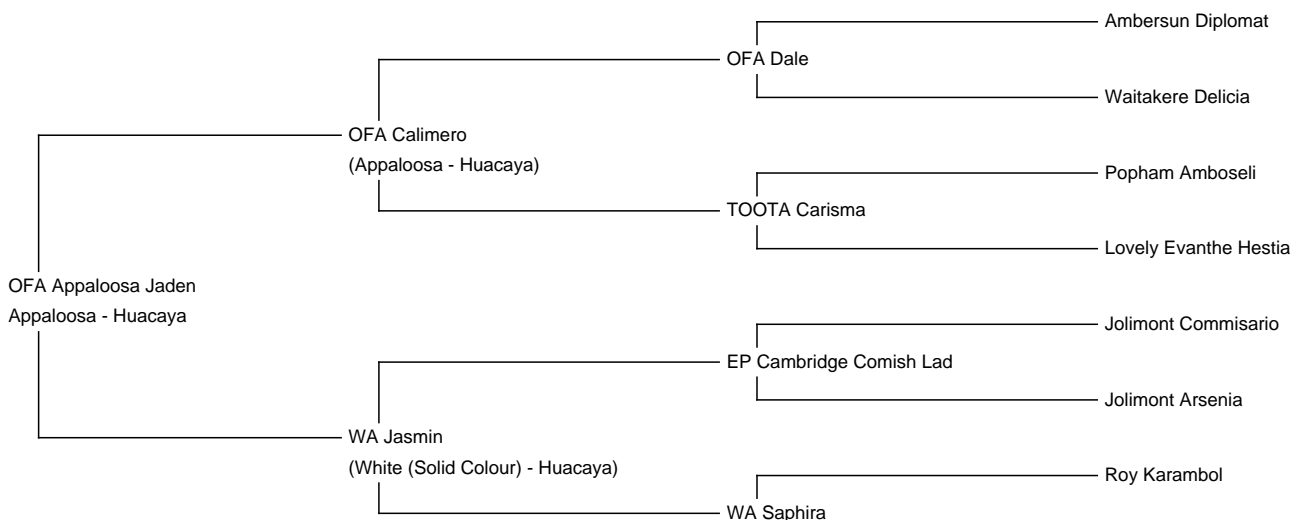 Ambersun Diplomat
OFA Dale
Waitakere Delicia
OFA Calimero
(Appaloosa - Huacaya)
Popham Amboseli
TOOTA Carisma
Lovely Evanthe Hestia
OFA Appaloosa Jaden
Appaloosa - Huacaya
Jolimont Commisario
EP Cambridge Comish Lad
Jolimont Arsenia
WA Jasmin
(White (Solid Colour) - Huacaya)
Roy Karambol
WA Saphira